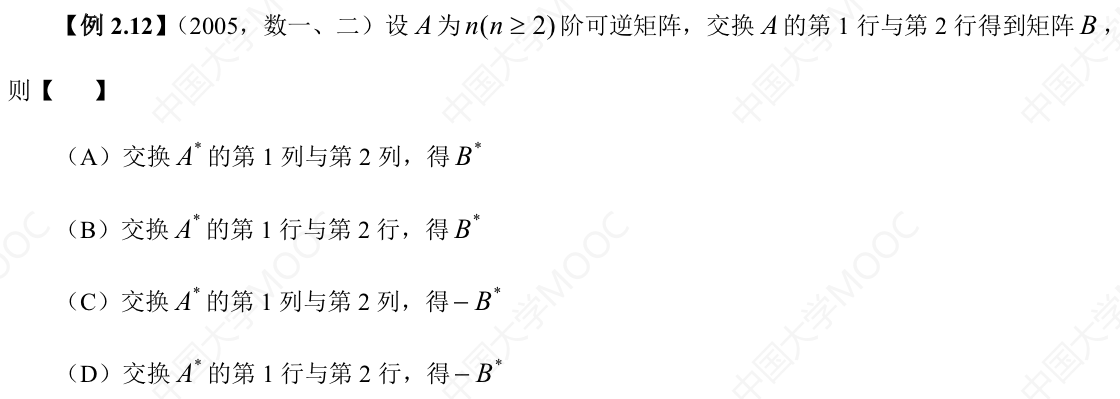 【例 2.12】(2005，数一、二）设 A 为 n(n ≥ 2) 阶可逆矩阵，交换 A 的第 1 行与第 2 行得到矩阵 B，
则【　　】
（A）交换 A* 的第 1 列与第 2 列，得 B*
（B）交换 A* 的第 1 行与第 2 行，得 B*
（C）交换 A* 的第 1 列与第 2 列，得 − B*
（D）交换 A* 的第 1 行与第 2 行，得 − B*
中国大学MOOC